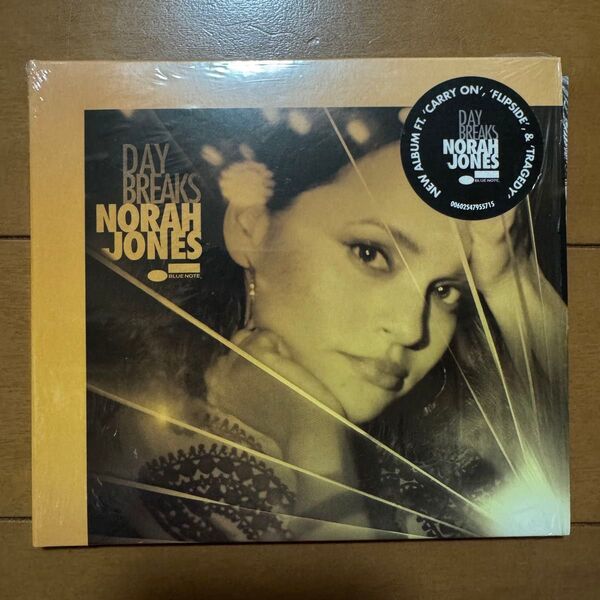 DAY
BREAKS
NORAH
JONES
BLUE NOTE
NEW ALBUM FT. 'CARRY ON', 'FLIPSIDE', & 'TRAGEDY'
DAY
BREAKS
NORAH
JONES
BLUE NOTE
00602547955715